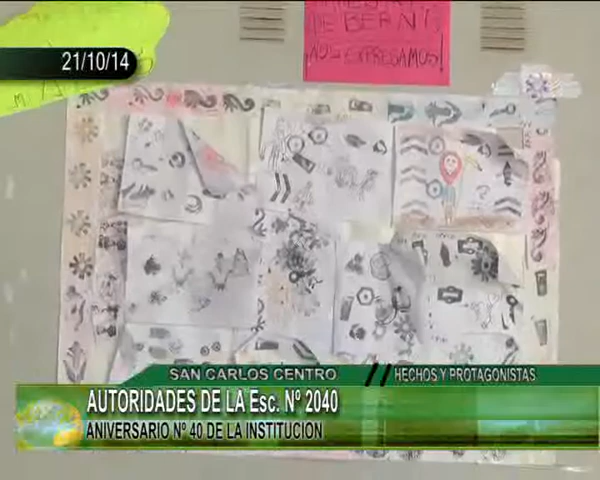 DE BERNI
¡ASÍ EXPRESAMOS!
21/10/14
SAN CARLOS CENTRO // HECHOS Y PROTAGONISTAS
AUTORIDADES DE LA Esc. Nº 2040
ANIVERSARIO Nº 40 DE LA INSTITUCION